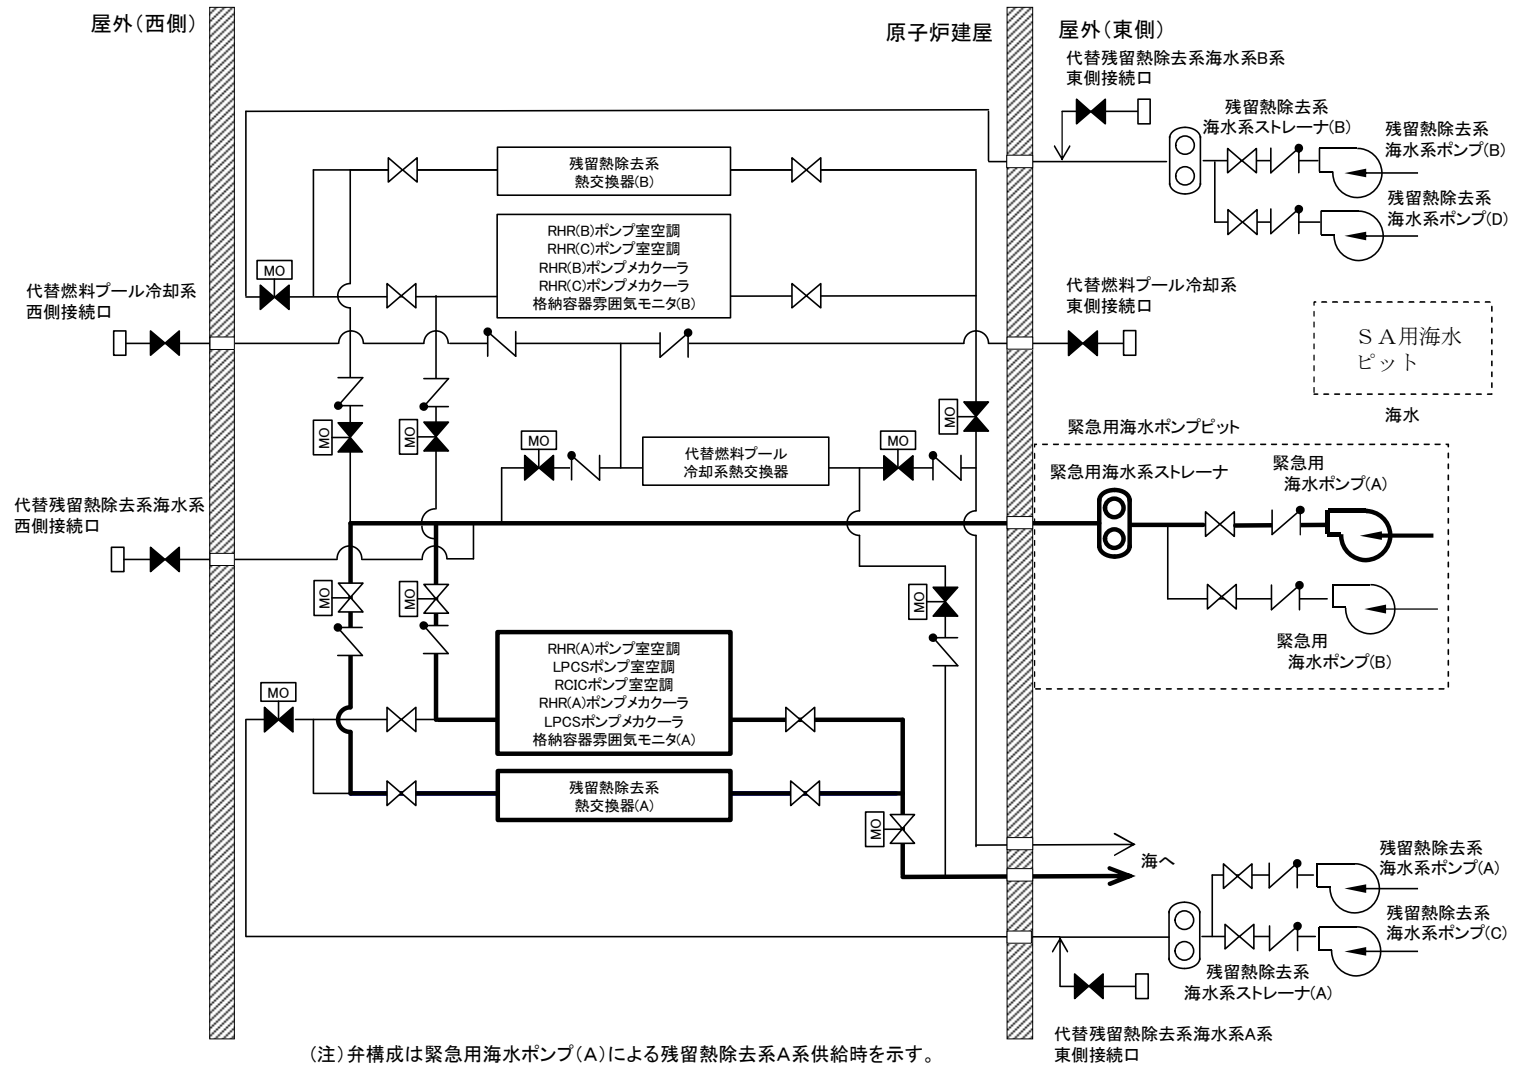 屋外(西側)
原子炉建屋
屋外(東側)
代替残留熱除去系海水系B系
東側接続口
残留熱除去系
海水系ストレーナ(B)
残留熱除去系
海水系ポンプ(B)
残留熱除去系
海水系ポンプ(D)
残留熱除去系
熱交換器(B)
RHR(B)ポンプ室空調
RHR(C)ポンプ室空調
RHR(B)ポンプメカクーラ
RHR(C)ポンプメカクーラ
格納容器雰囲気モニタ(B)
MO
代替燃料プール冷却系
西側接続口
代替燃料プール冷却系
東側接続口
SA用海水
ピット
海水
MO
MO
MO
MO
MO
代替燃料プール
冷却系熱交換器
緊急用海水ポンプピット
緊急用海水系ストレーナ
緊急用
海水ポンプ(A)
代替残留熱除去系海水系
西側接続口
MO
MO
MO
緊急用
海水ポンプ(B)
RHR(A)ポンプ室空調
LPCSポンプ室空調
RCICポンプ室空調
RHR(A)ポンプメカクーラ
LPCSポンプメカクーラ
格納容器雰囲気モニタ(A)
MO
残留熱除去系
熱交換器(A)
MO
海へ
残留熱除去系
海水系ポンプ(A)
残留熱除去系
海水系ポンプ(C)
残留熱除去系
海水系ストレーナ(A)
代替残留熱除去系海水系A系
東側接続口
(注)弁構成は緊急用海水ポンプ(A)による残留熱除去系A系供給時を示す。